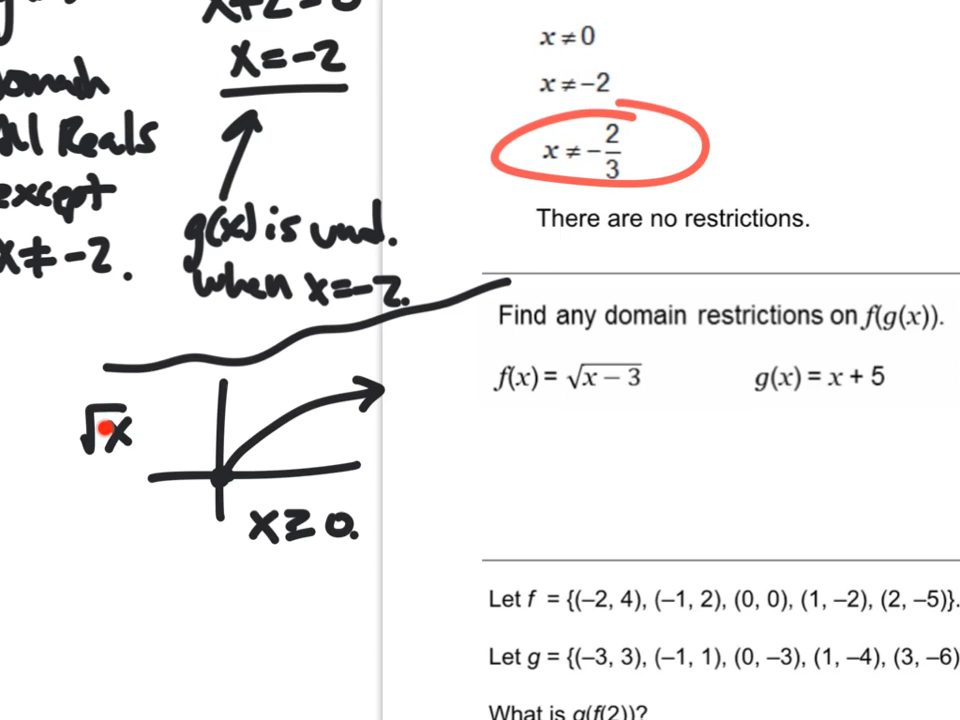 x+2=0
x=-2
All Reals
except
x≠-2.
g(x) is und.
when x=-2.
√x
x≥0.
x ≠ 0
x ≠ −2
x ≠ −2/3
There are no restrictions.
Find any domain restrictions on f(g(x)).
f(x) = √x − 3 g(x) = x + 5
Let f = {(–2, 4), (–1, 2), (0, 0), (1, –2), (2, –5)}.
Let g = {(–3, 3), (–1, 1), (0, –3), (1, –4), (3, –6)
What is g(f(2))?